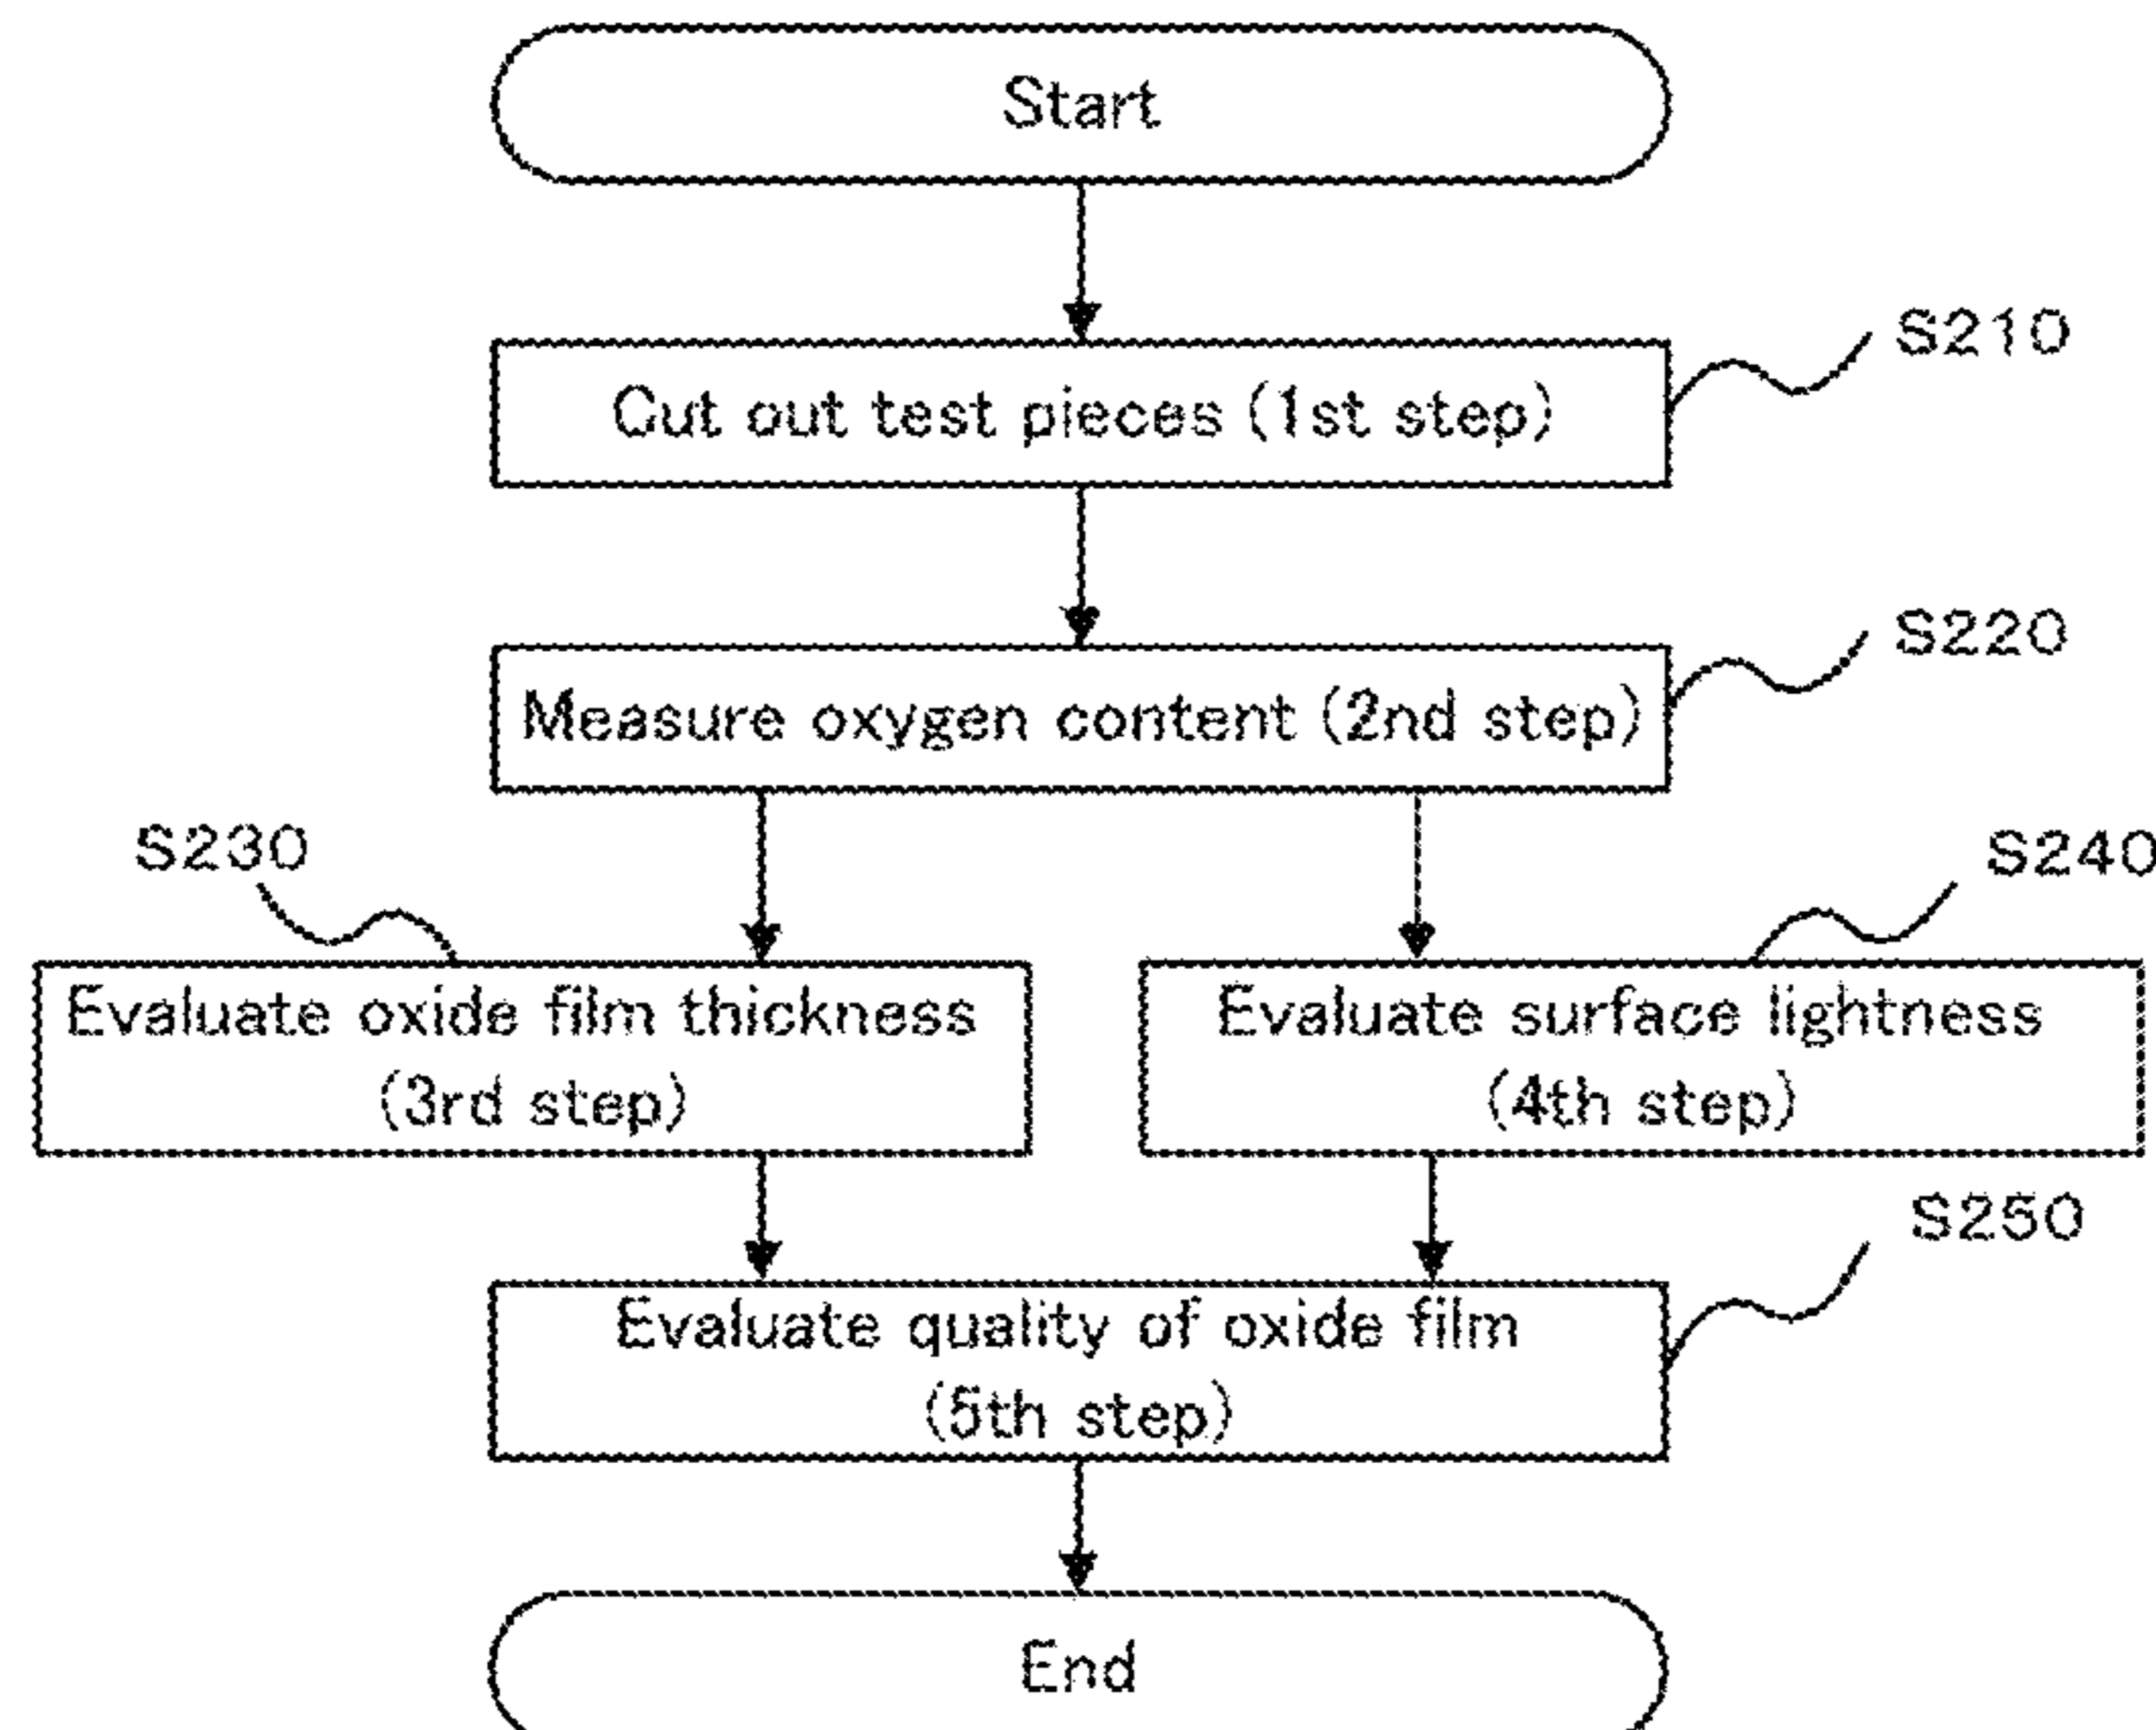 Start
S210
Cut out test pieces (1st step)
S220
Measure oxygen content (2nd step)
S230
S240
Evaluate oxide film thickness
(3rd step)
Evaluate surface lightness
(4th step)
S250
Evaluate quality of oxide film
(5th step)
End